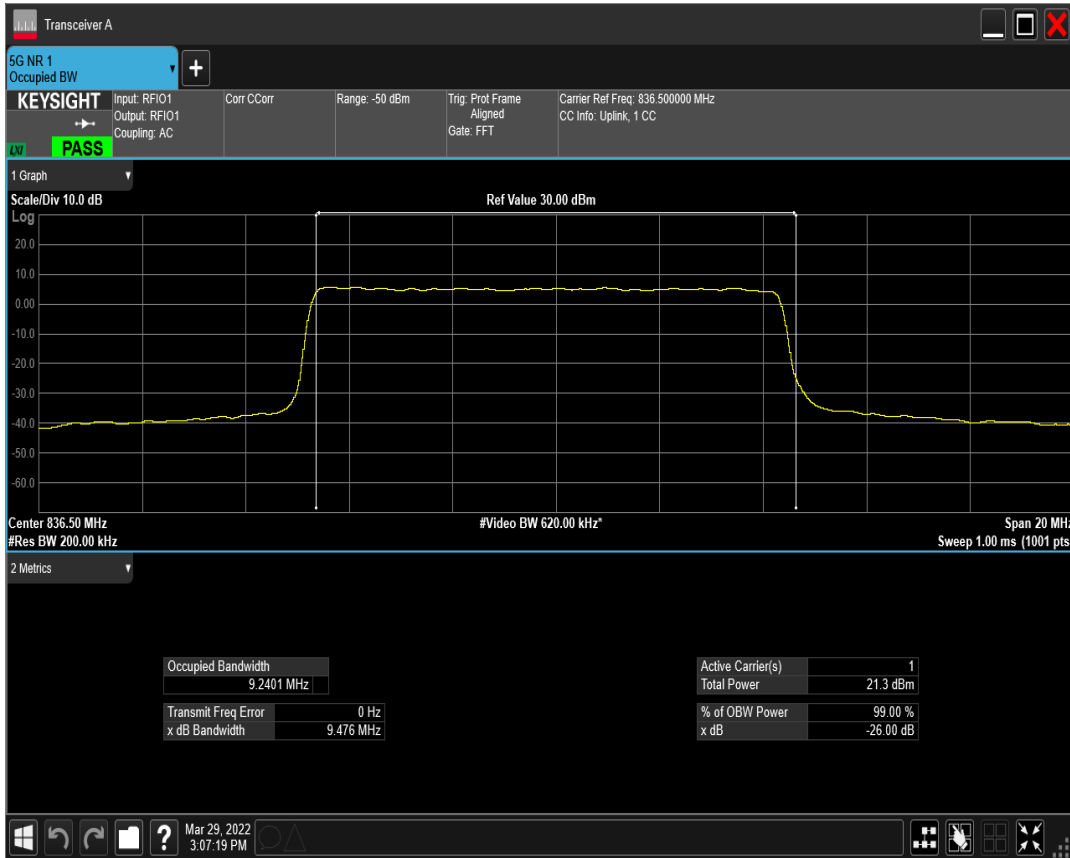 Transceiver A
5G NR 1
Occupied BW
KEYSIGHT
LXI
PASS
Input: RFIO1
Output: RFIO1
Coupling: AC
Corr CCorr
Range: -50 dBm
Trig: Prot Frame
Aligned
Gate: FFT
Carrier Ref Freq: 836.500000 MHz
CC Info: Uplink, 1 CC
1 Graph
Scale/Div 10.0 dB
Ref Value 30.00 dBm
Log
20.0
10.0
0.00
-10.0
-20.0
-30.0
-40.0
-50.0
-60.0
Center 836.50 MHz
#Video BW 620.00 kHz*
Span 20 MHz
#Res BW 200.00 kHz
Sweep 1.00 ms (1001 pts
2 Metrics
Occupied Bandwidth
9.2401 MHz
Transmit Freq Error 0 Hz
x dB Bandwidth 9.476 MHz
Active Carrier(s) 1
Total Power 21.3 dBm
% of OBW Power 99.00 %
x dB -26.00 dB
?
Mar 29, 2022
3:07:19 PM